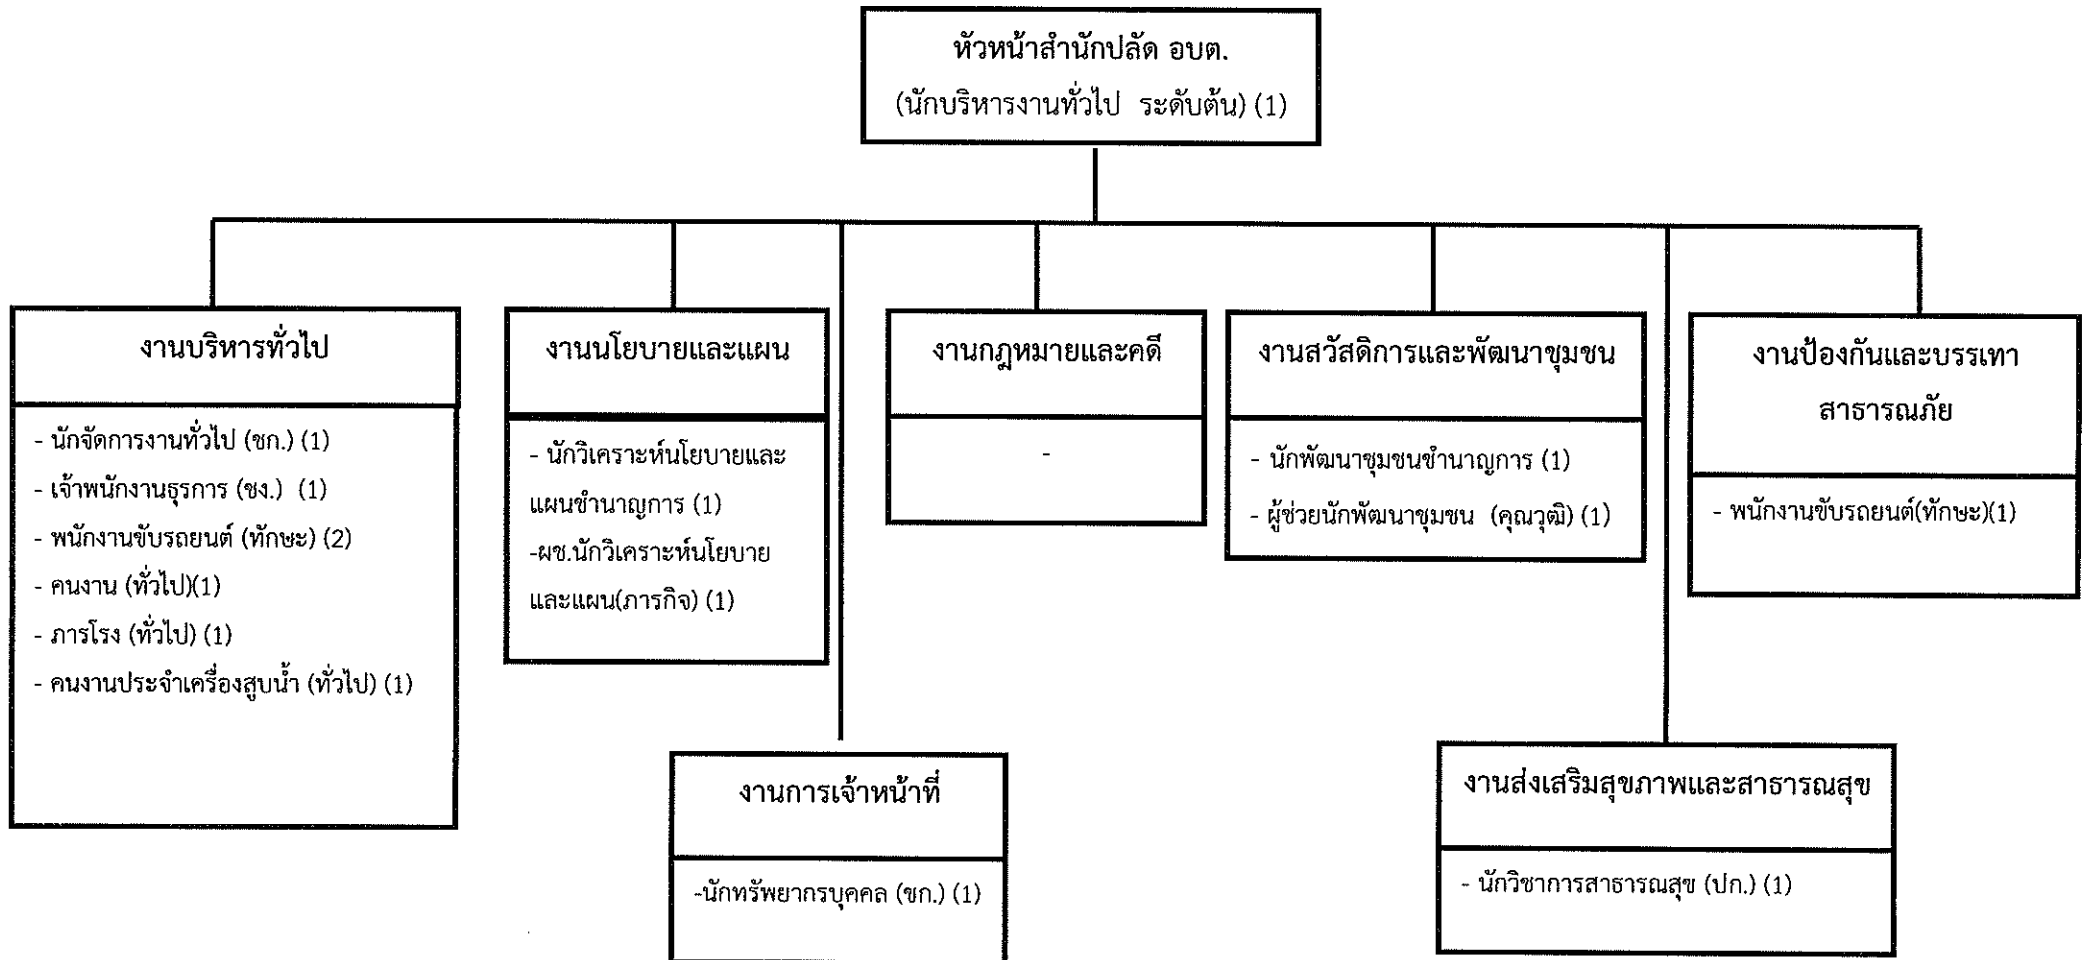 หัวหน้าสำนักปลัด อบต.
(นักบริหารงานทั่วไป ระดับต้น) (1)
งานบริหารทั่วไป
- นักจัดการงานทั่วไป (ชก.) (1)
- เจ้าพนักงานธุรการ (ชง.) (1)
- พนักงานขับรถยนต์ (ทักษะ) (2)
- คนงาน (ทั่วไป)(1)
- ภารโรง (ทั่วไป) (1)
- คนงานประจำเครื่องสูบน้ำ (ทั่วไป) (1)
งานนโยบายและแผน
- นักวิเคราะห์นโยบายและ
แผนชำนาญการ (1)
-ผช.นักวิเคราะห์นโยบาย
และแผน(ภารกิจ) (1)
งานกฎหมายและคดี
-
งานสวัสดิการและพัฒนาชุมชน
- นักพัฒนาชุมชนชำนาญการ (1)
- ผู้ช่วยนักพัฒนาชุมชน (คุณวุฒิ) (1)
งานป้องกันและบรรเทา
สาธารณภัย
- พนักงานขับรถยนต์(ทักษะ)(1)
งานการเจ้าหน้าที่
-นักทรัพยากรบุคคล (ชก.) (1)
งานส่งเสริมสุขภาพและสาธารณสุข
- นักวิชาการสาธารณสุข (ปก.) (1)